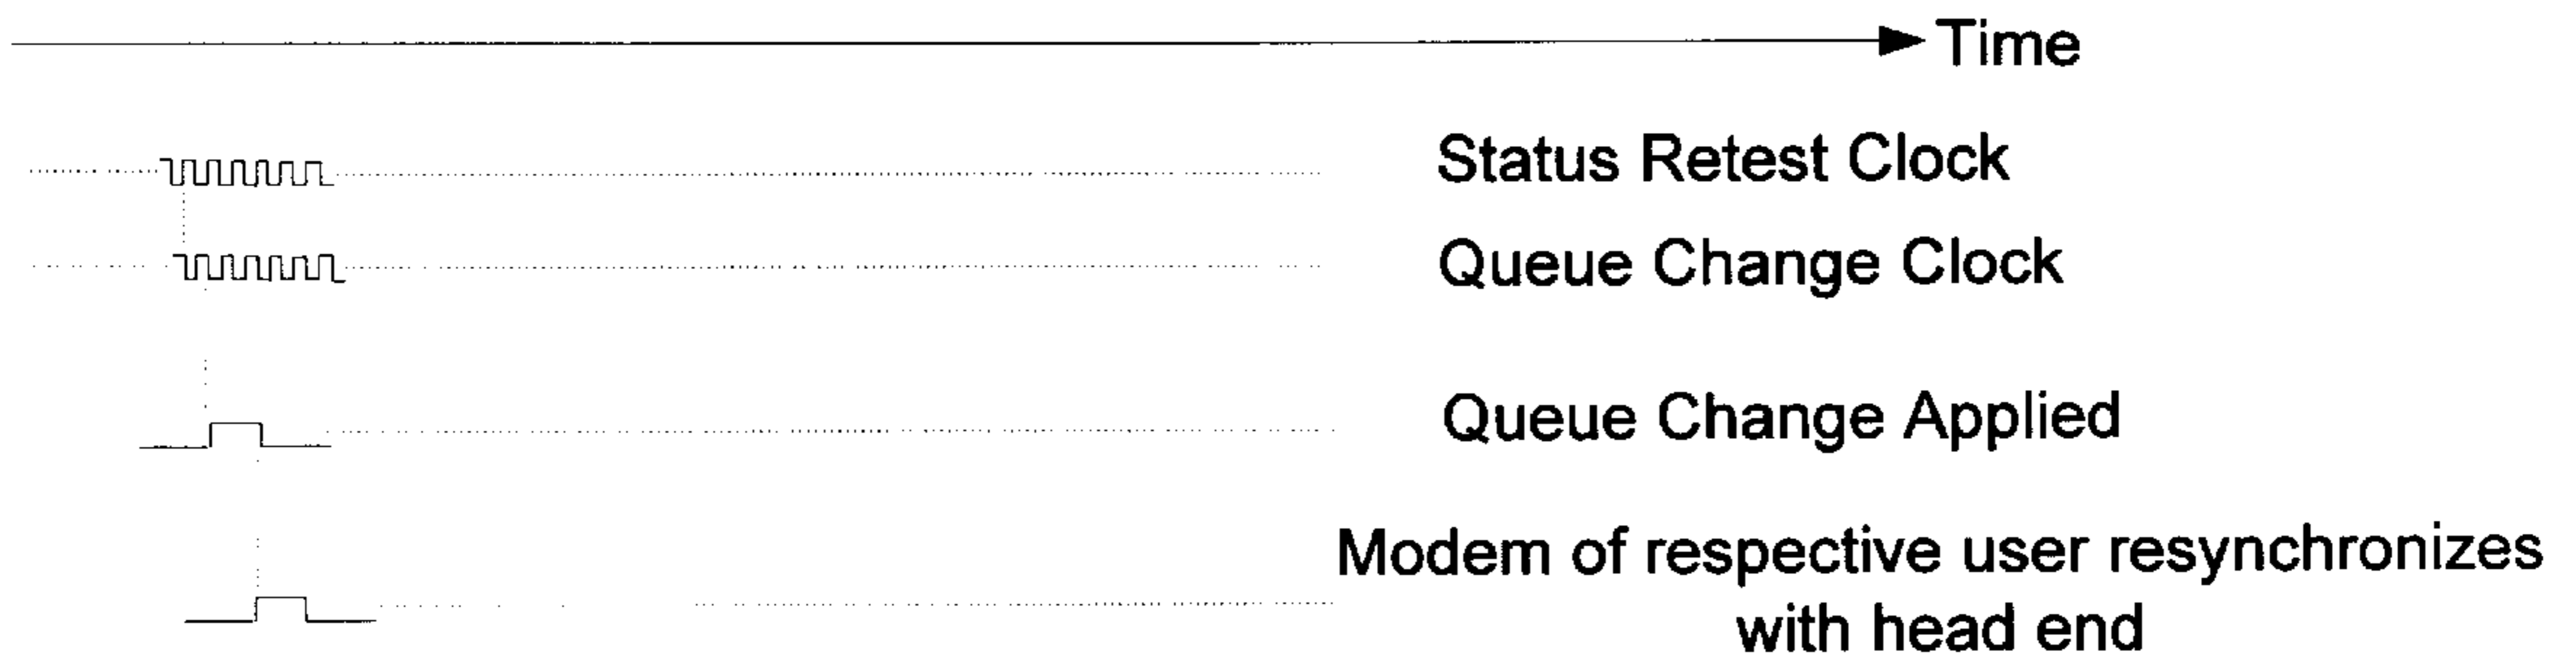 Time
Status Retest Clock
Queue Change Clock
Queue Change Applied
Modem of respective user resynchronizes
with head end